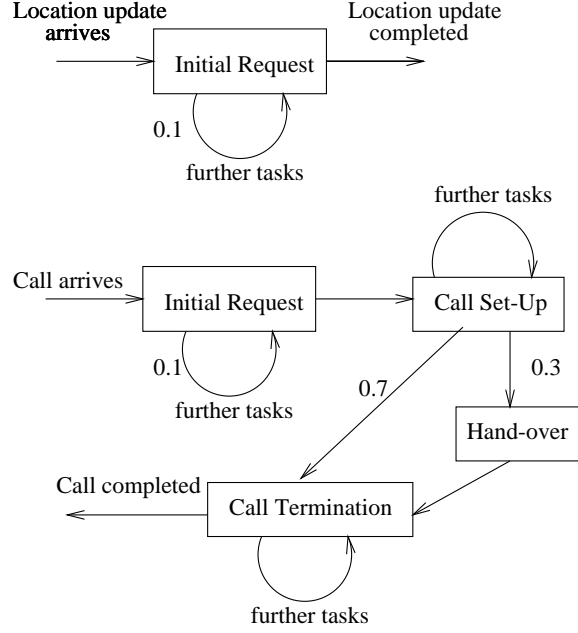 Location update
arrives
Location update
completed
Initial Request
0.1
further tasks
further tasks
Call arrives
Initial Request
Call Set-Up
0.1
further tasks
0.7
0.3
Hand-over
Call completed
Call Termination
further tasks